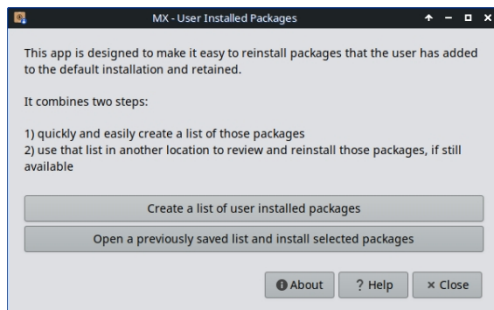 MX - User Installed Packages
This app is designed to make it easy to reinstall packages that the user has added
to the default installation and retained.
It combines two steps:
1) quickly and easily create a list of those packages
2) use that list in another location to review and reinstall those packages, if still
available
Create a list of user installed packages
Open a previously saved list and install selected packages
About ? Help × Close